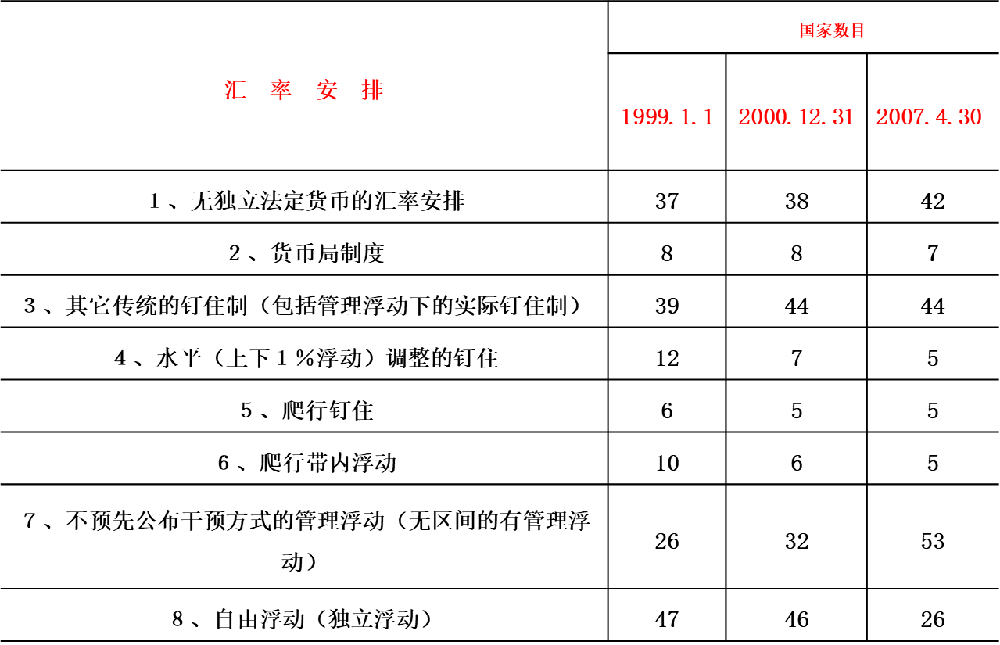 国家数目
汇 率 安 排
1999.1.1 2000.12.31 2007.4.30
１、无独立法定货币的汇率安排 37 38 42
２、货币局制度 8 8 7
３、其它传统的钉住制（包括管理浮动下的实际钉住制） 39 44 44
４、水平（上下１％浮动）调整的钉住 12 7 5
５、爬行钉住 6 5 5
６、爬行带内浮动 10 6 5
７、不预先公布干预方式的管理浮动（无区间的有管理浮
动） 26 32 53
８、自由浮动（独立浮动） 47 46 26